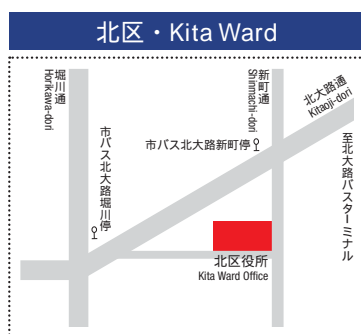 北区・Kita Ward
堀川通
Horikawa-dori
新町通
Shinmachi-dori
北大路通
Kitaoji-dori
市バス北大路堀川停
市バス北大路新町停
至北大路バスターミナル
北区役所
Kita Ward Office